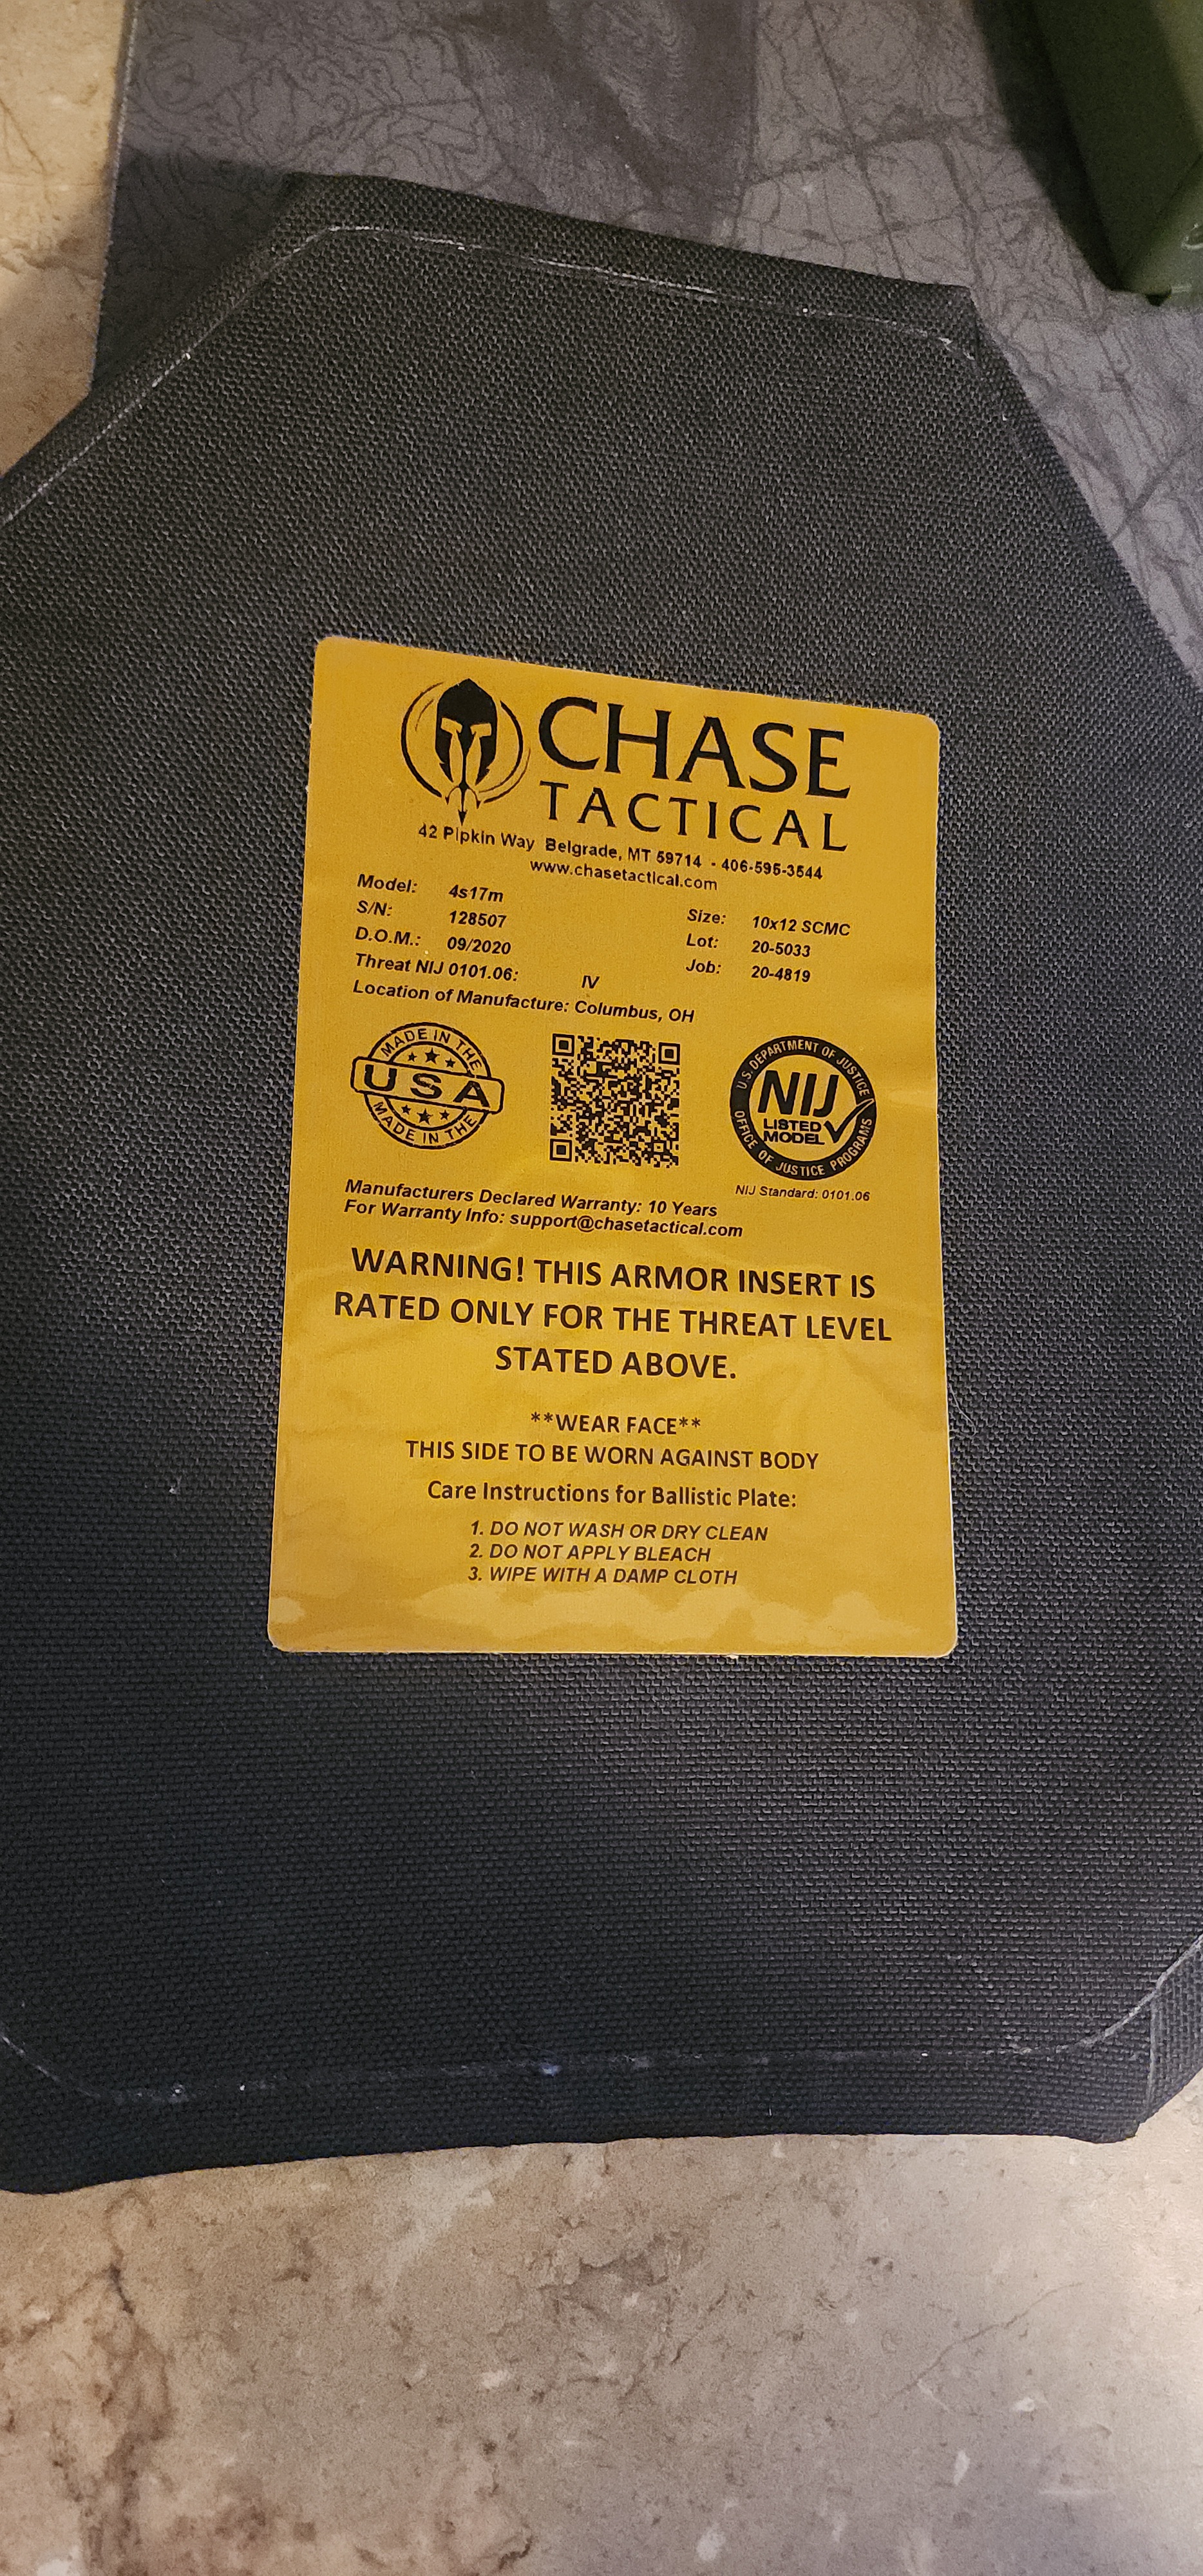 CHASE
TACTICAL
42 Pipkin Way Belgrade, MT 59714 - 406-595-3544
www.chasetactical.com
Model: 4s17m
S/N: 128507
D.O.M.: 09/2020
Size: 10x12 SCMC
Lot: 20-5033
Job: 20-4819
Threat NIJ 0101.06: IV
Location of Manufacture: Columbus, OH
MADE IN THE
USA
MADE IN THE
U.S. DEPARTMENT OF JUSTICE
NIJ
LISTED
MODEL
OFFICE OF JUSTICE PROGRAMS
NIJ Standard: 0101.06
Manufacturers Declared Warranty: 10 Years
For Warranty Info: support@chasetactical.com
WARNING! THIS ARMOR INSERT IS
RATED ONLY FOR THE THREAT LEVEL
STATED ABOVE.
**WEAR FACE**
THIS SIDE TO BE WORN AGAINST BODY
Care Instructions for Ballistic Plate:
1. DO NOT WASH OR DRY CLEAN
2. DO NOT APPLY BLEACH
3. WIPE WITH A DAMP CLOTH